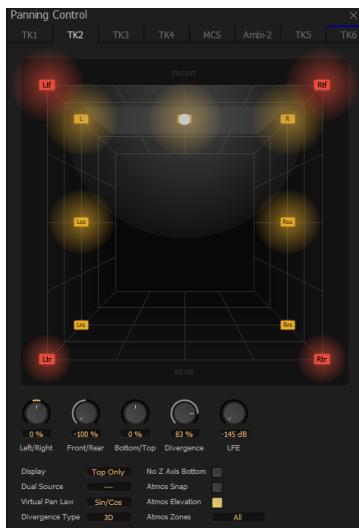 Panning Control
TK1 TK2 TK3 TK4 MCS Ambi-2 TK5 TK6
FRONT
Ltf Rtf
L R
Lss Rss
Lrs Rrs
Ltr Rtr
REAR
0 % -100 % 0 % 83 % -145 dB
Left/Right Front/Rear Bottom/Top Divergence LFE
Display Top Only No Z Axis Bottom
Dual Source --- Atmos Snap
Virtual Pan Law Sin/Cos Atmos Elevation
Divergence Type 3D Atmos Zones All